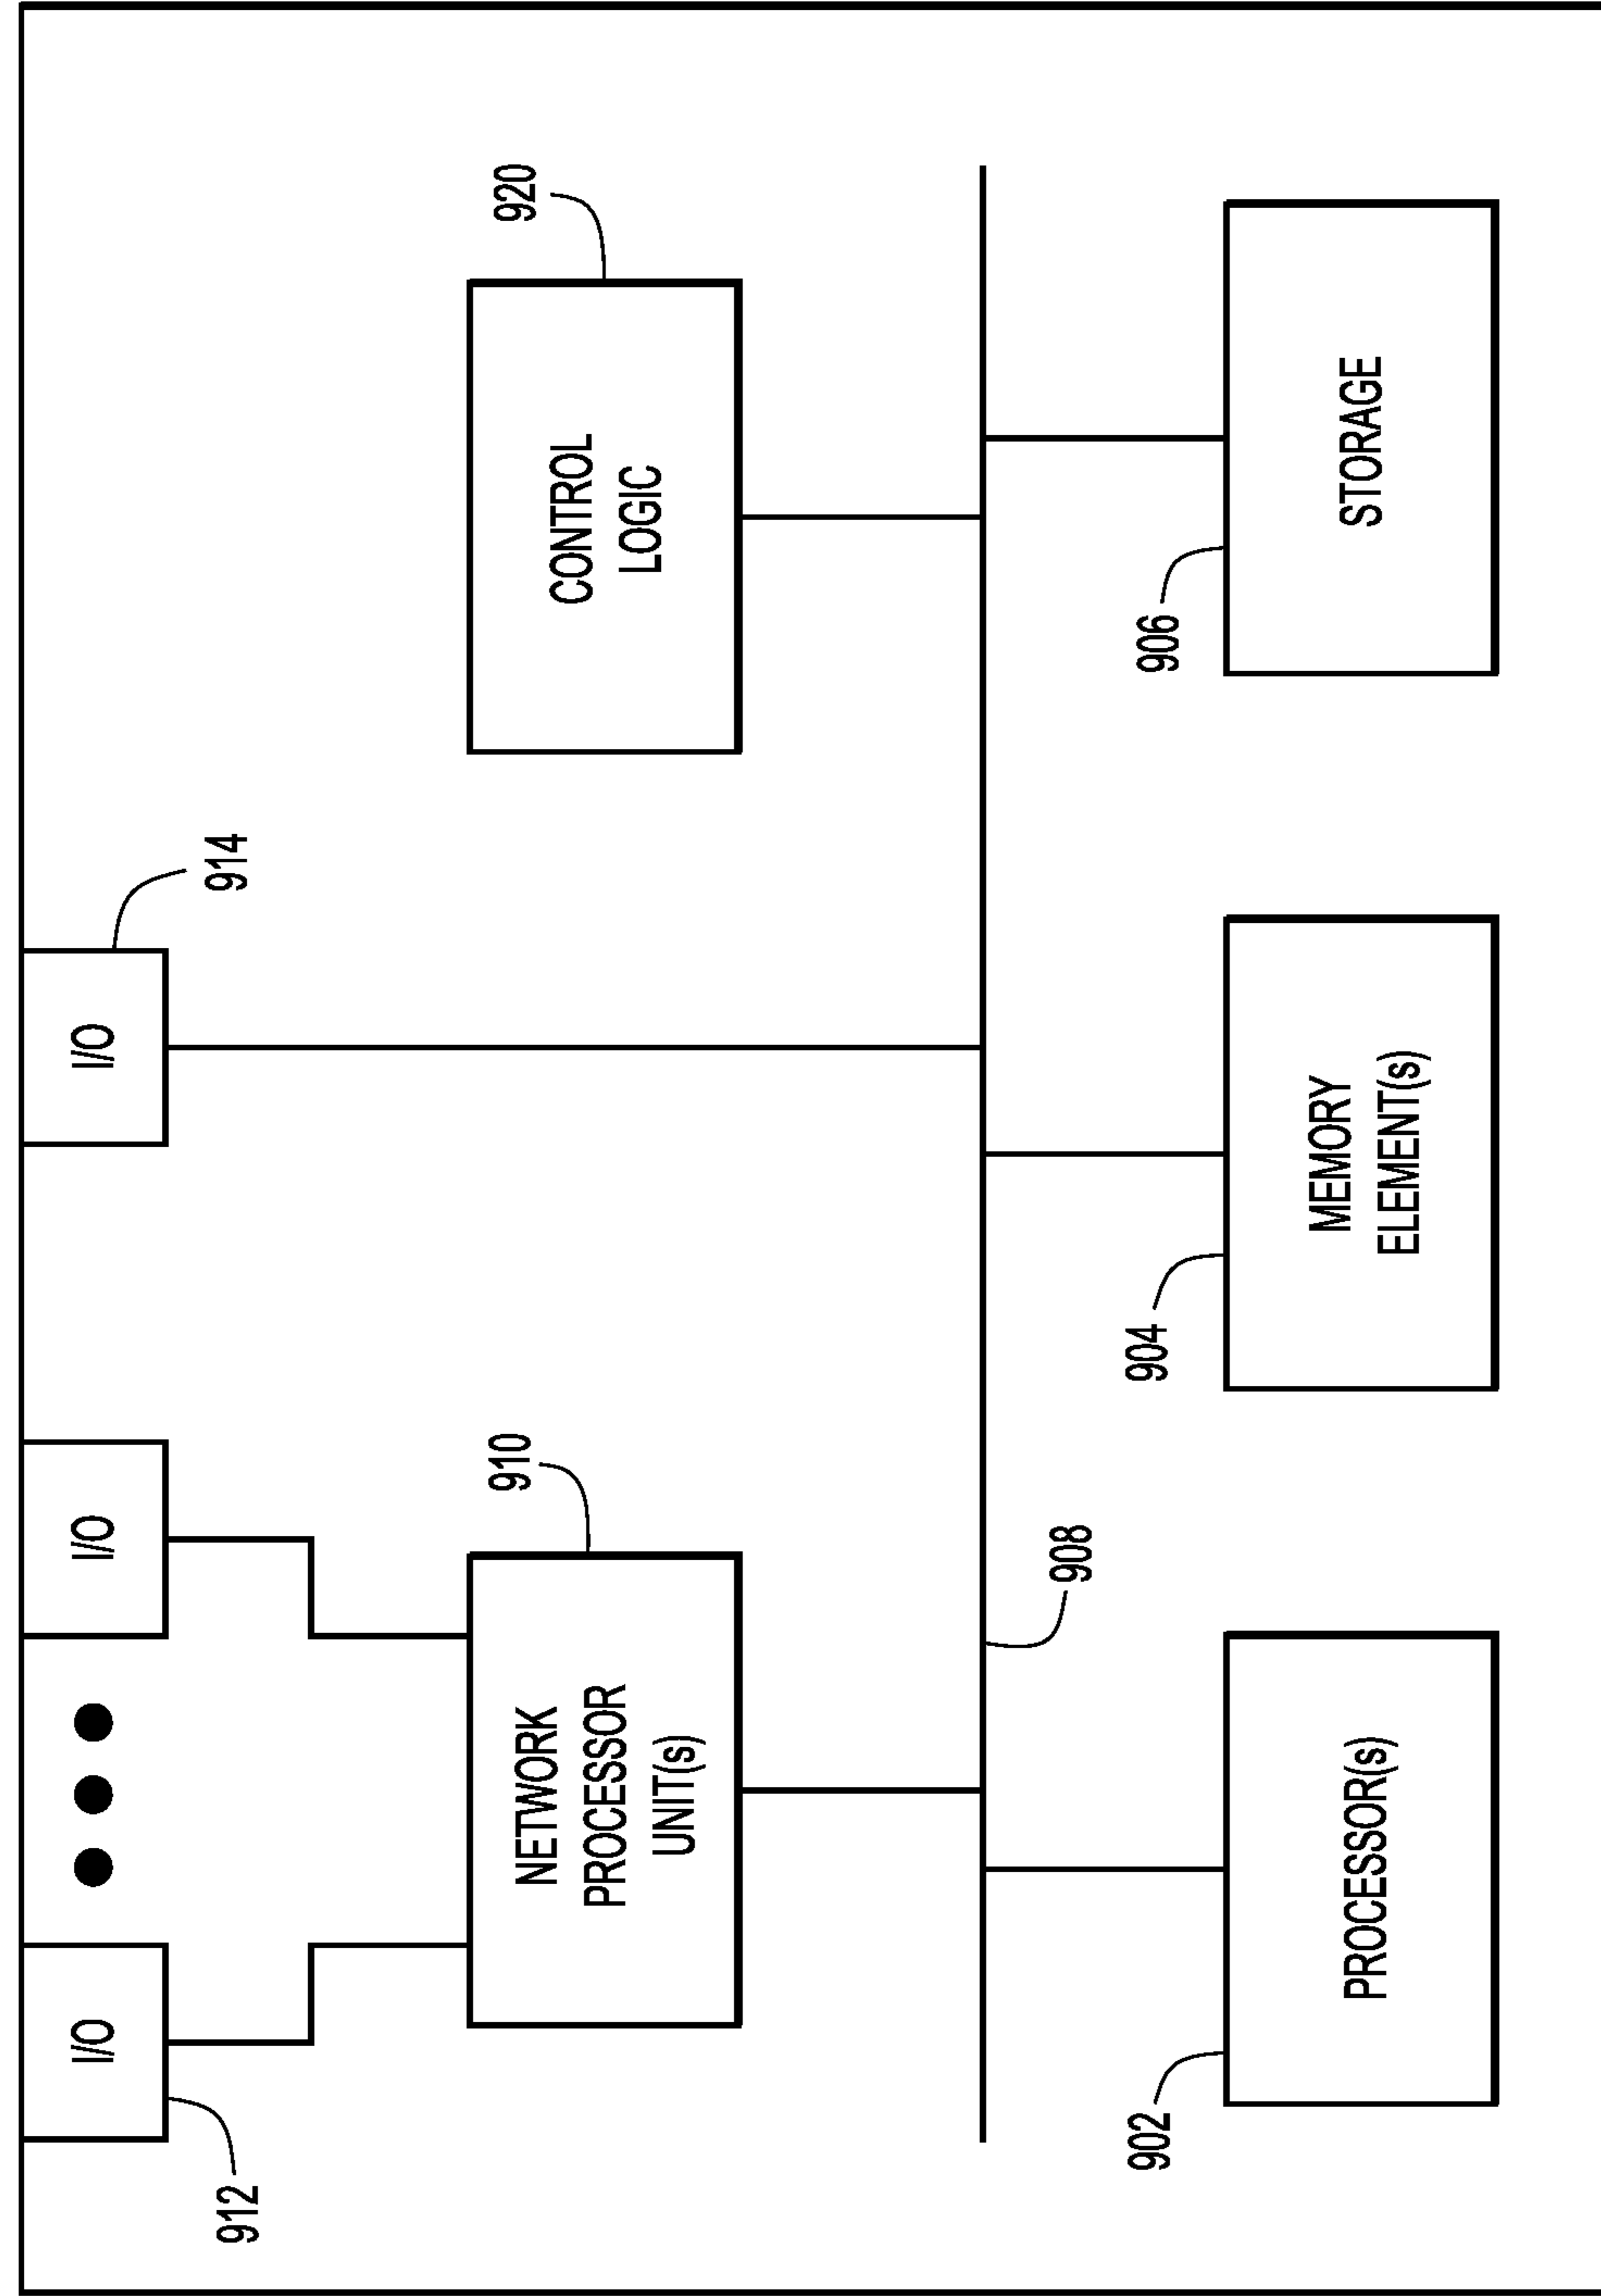 I/O
I/O
I/O
912
914
910
920
NETWORK
PROCESSOR
UNIT(s)
CONTROL
LOGIC
908
902
904
906
PROCESSOR(s)
MEMORY
ELEMENT(s)
STORAGE